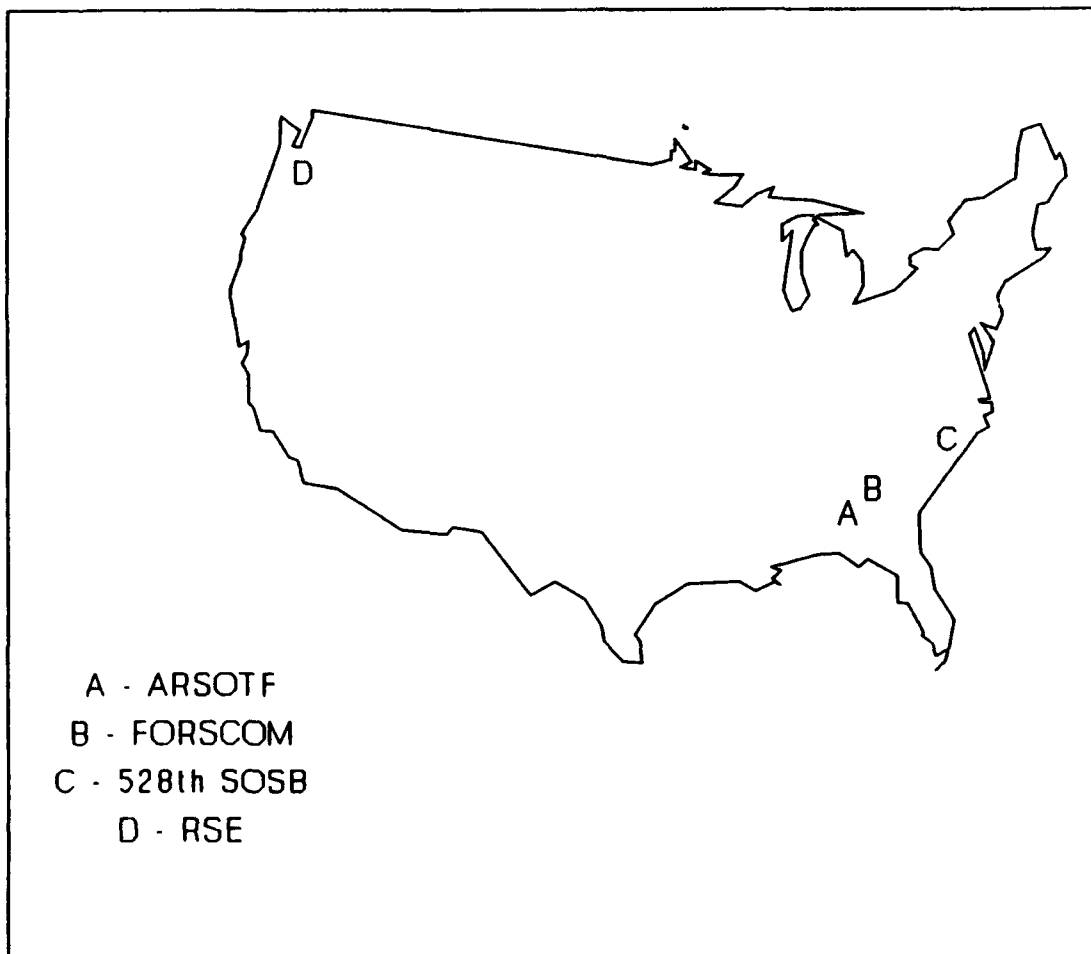 D
C
B
A
A - ARSOTF
B - FORSCOM
C - 528th SOSB
D - RSE